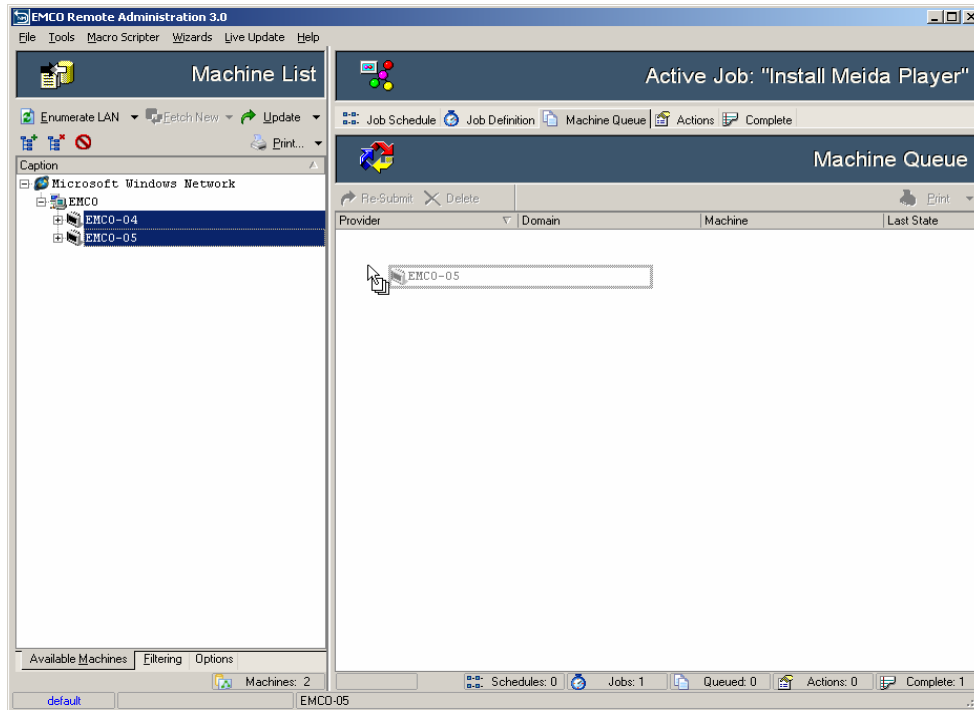 EMCO Remote Administration 3.0
File Tools Macro Scripter Wizards Live Update Help
Machine List
Active Job: "Install Meida Player"
Enumerate LAN Fetch New Update
Job Schedule Job Definition Machine Queue Actions Complete
Print...
Machine Queue
Caption
Microsoft Windows Network
EMCO
EMCO-04
EMCO-05
Re-Submit Delete Print
Provider Domain Machine Last State
EMCO-05
Available Machines Filtering Options
Machines: 2
Schedules: 0 Jobs: 1 Queued: 0 Actions: 0 Complete: 1
default EMCO-05